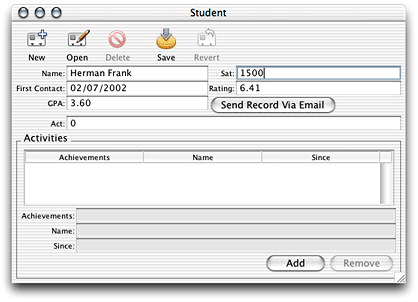 Student
New Open Delete Save Revert
Name: Herman Frank Sat: 1500
First Contact: 02/07/2002 Rating: 6.41
GPA: 3.60 Send Record Via Email
Act: 0
Activities
Achievements Name Since
Achievements:
Name:
Since:
Add Remove